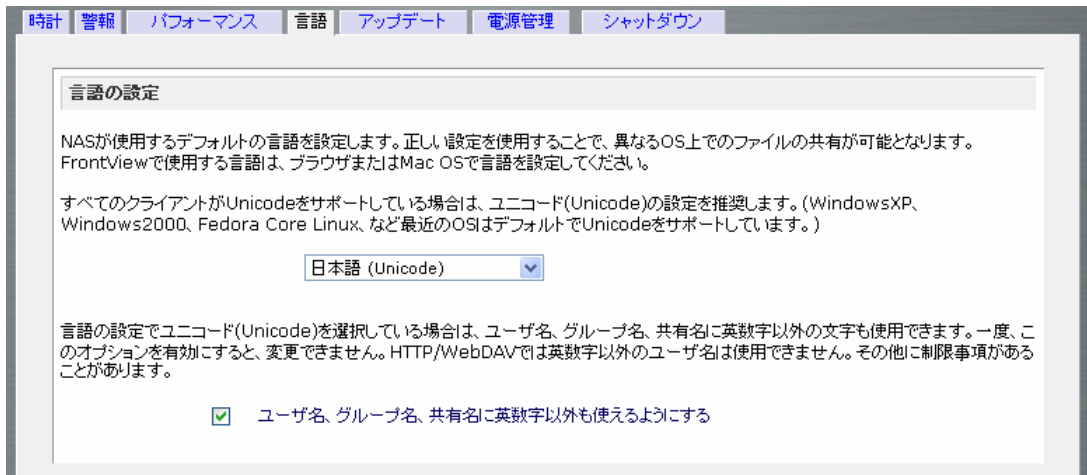 時計 警報 パフォーマンス 言語 アップデート 電源管理 シャットダウン
言語の設定
NASが使用するデフォルトの言語を設定します。正しい設定を使用することで、異なるOS上でのファイルの共有が可能となります。
FrontViewで使用する言語は、ブラウザまたはMac OSで言語を設定してください。
すべてのクライアントがUnicodeをサポートしている場合は、ユニコード(Unicode)の設定を推奨します。(WindowsXP、
Windows2000、Fedora Core Linux、など最近のOSはデフォルトでUnicodeをサポートしています。)
日本語 (Unicode)
言語の設定でユニコード(Unicode)を選択している場合は、ユーザ名、グループ名、共有名に英数字以外の文字も使用できます。一度、こ
のオプションを有効にすると、変更できません。HTTP/WebDAVでは英数字以外のユーザ名は使用できません。その他に制限事項がある
ことがあります。
ユーザ名、グループ名、共有名に英数字以外も使えるようにする